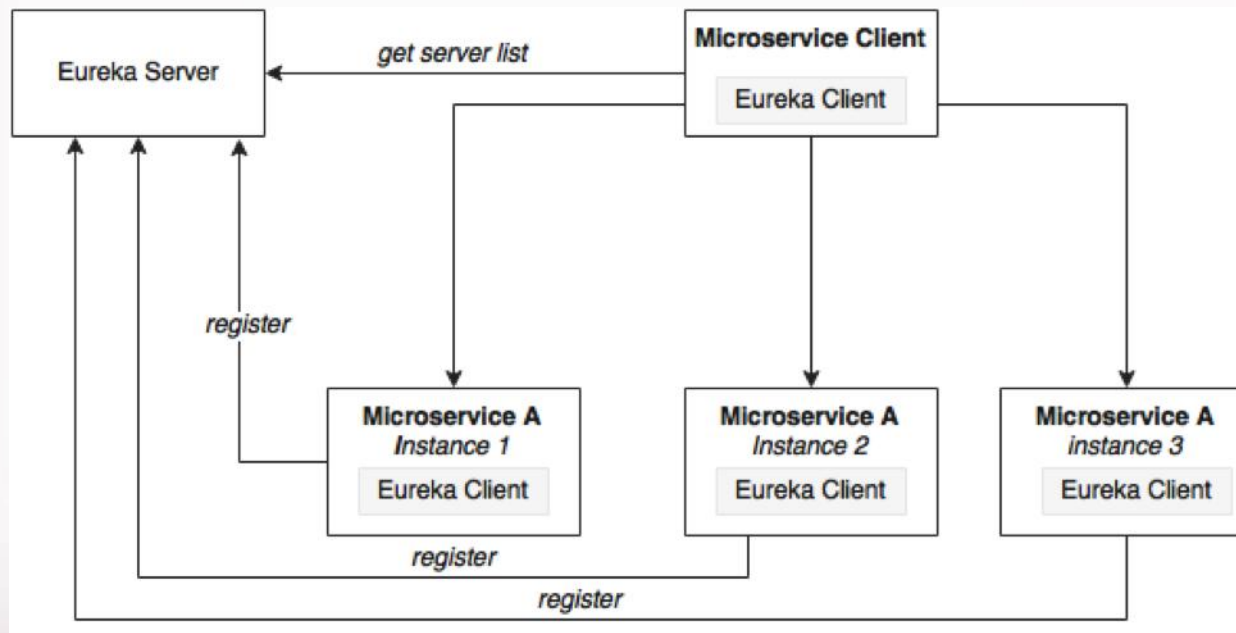 Eureka Server
get server list
Microservice Client
Eureka Client
register
Microservice A
Instance 1
Eureka Client
Microservice A
Instance 2
Eureka Client
Microservice A
instance 3
Eureka Client
register
register